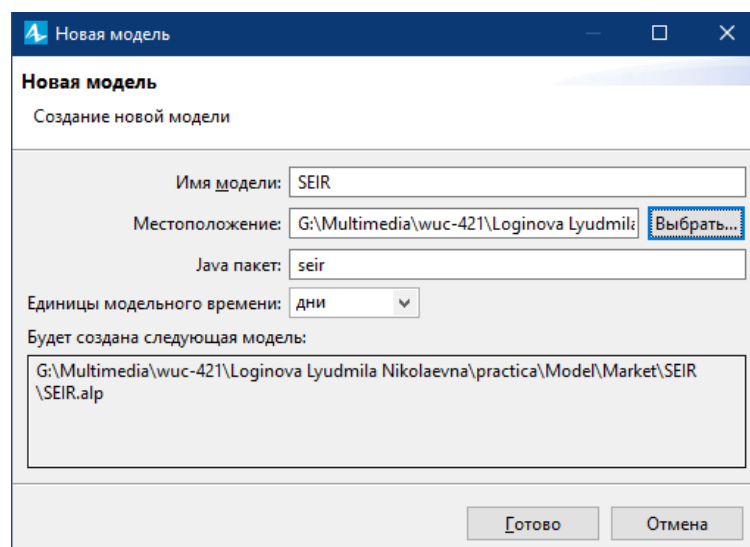 Новая модель
Новая модель
Создание новой модели
Имя модели: SEIR
Местоположение: G:\Multimedia\wuc-421\Loginova Lyudmila Выбрать...
Java пакет: seir
Единицы модельного времени: дни
Будет создана следующая модель:
G:\Multimedia\wuc-421\Loginova Lyudmila Nikolaevna\practica\Model\Market\SEIR
\SEIR.alp
Готово Отмена